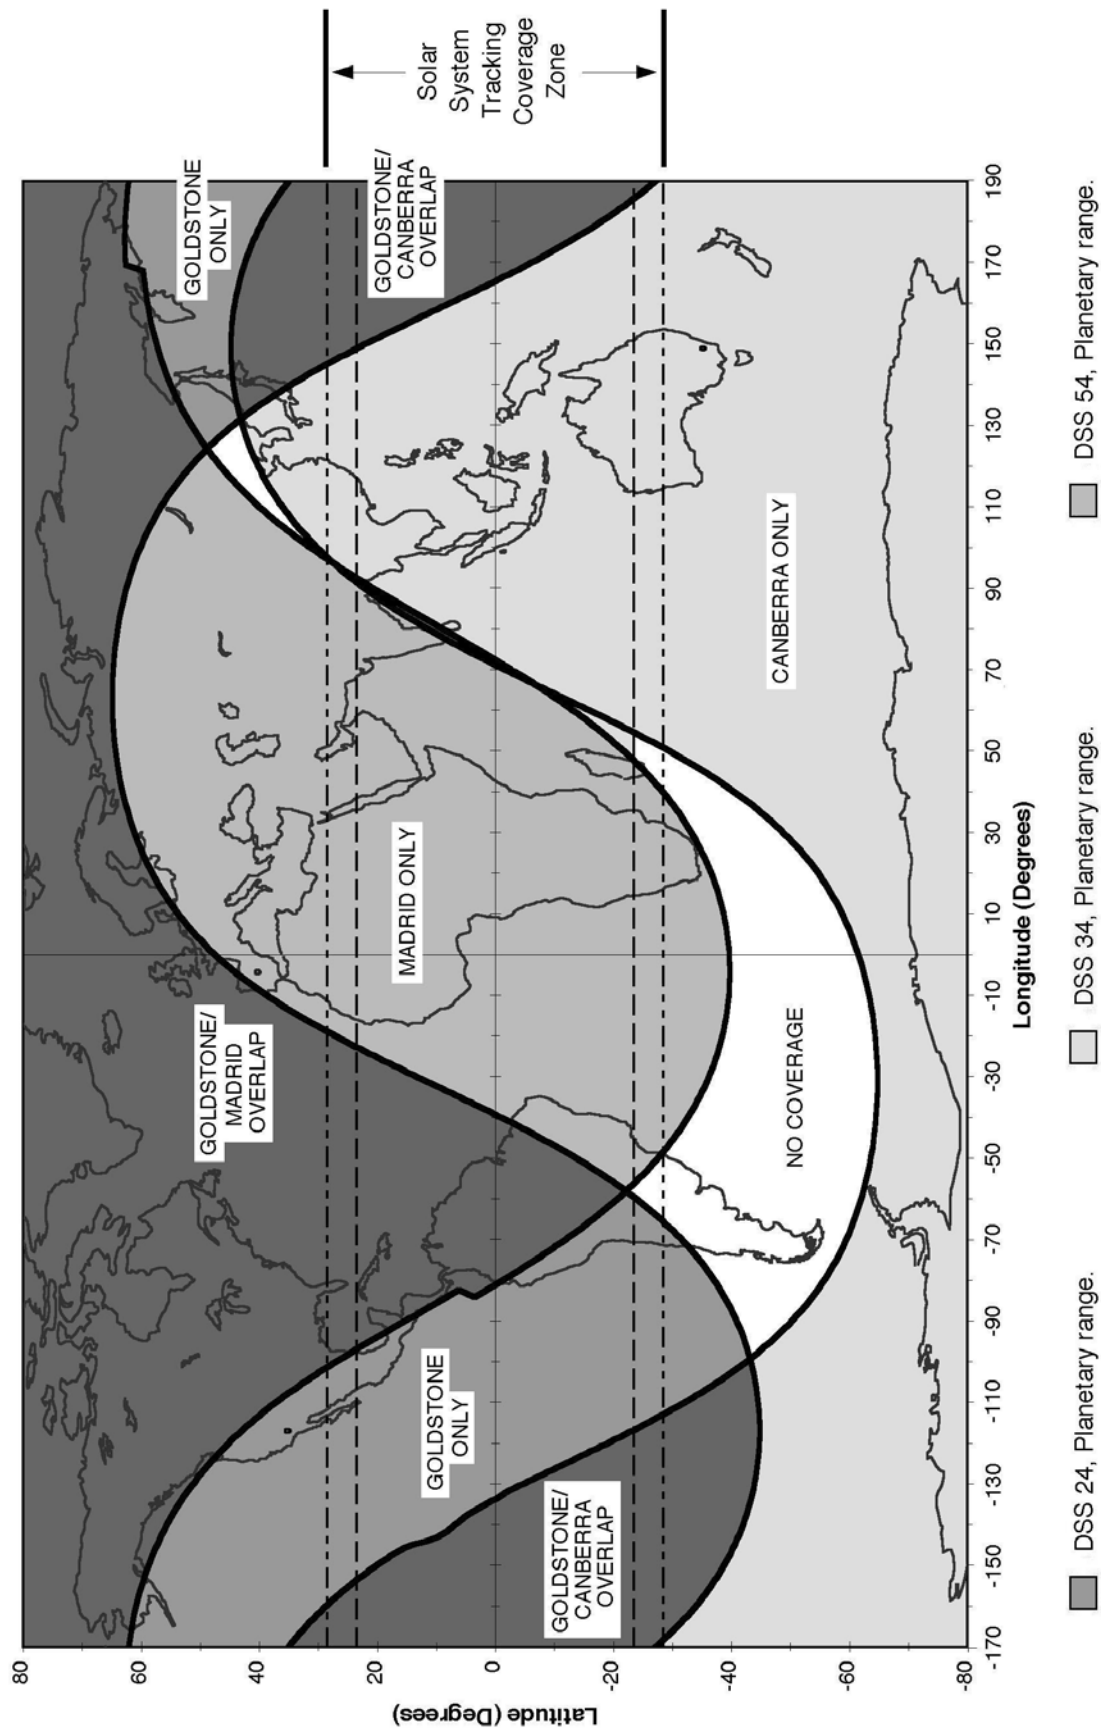 Solar
System
Tracking
Coverage
Zone
GOLDSTONE
ONLY
GOLDSTONE/
CANBERRA
OVERLAP
GOLDSTONE/
MADRID
OVERLAP
MADRID ONLY
CANBERRA ONLY
NO COVERAGE
GOLDSTONE
ONLY
GOLDSTONE/
CANBERRA
OVERLAP
Latitude (Degrees)
80
60
40
20
0
-20
-40
-60
-80
-170
-150
-130
-110
-90
-70
-50
-30
-10
10
30
50
70
90
110
130
150
170
190
Longitude (Degrees)
DSS 24, Planetary range.
DSS 34, Planetary range.
DSS 54, Planetary range.